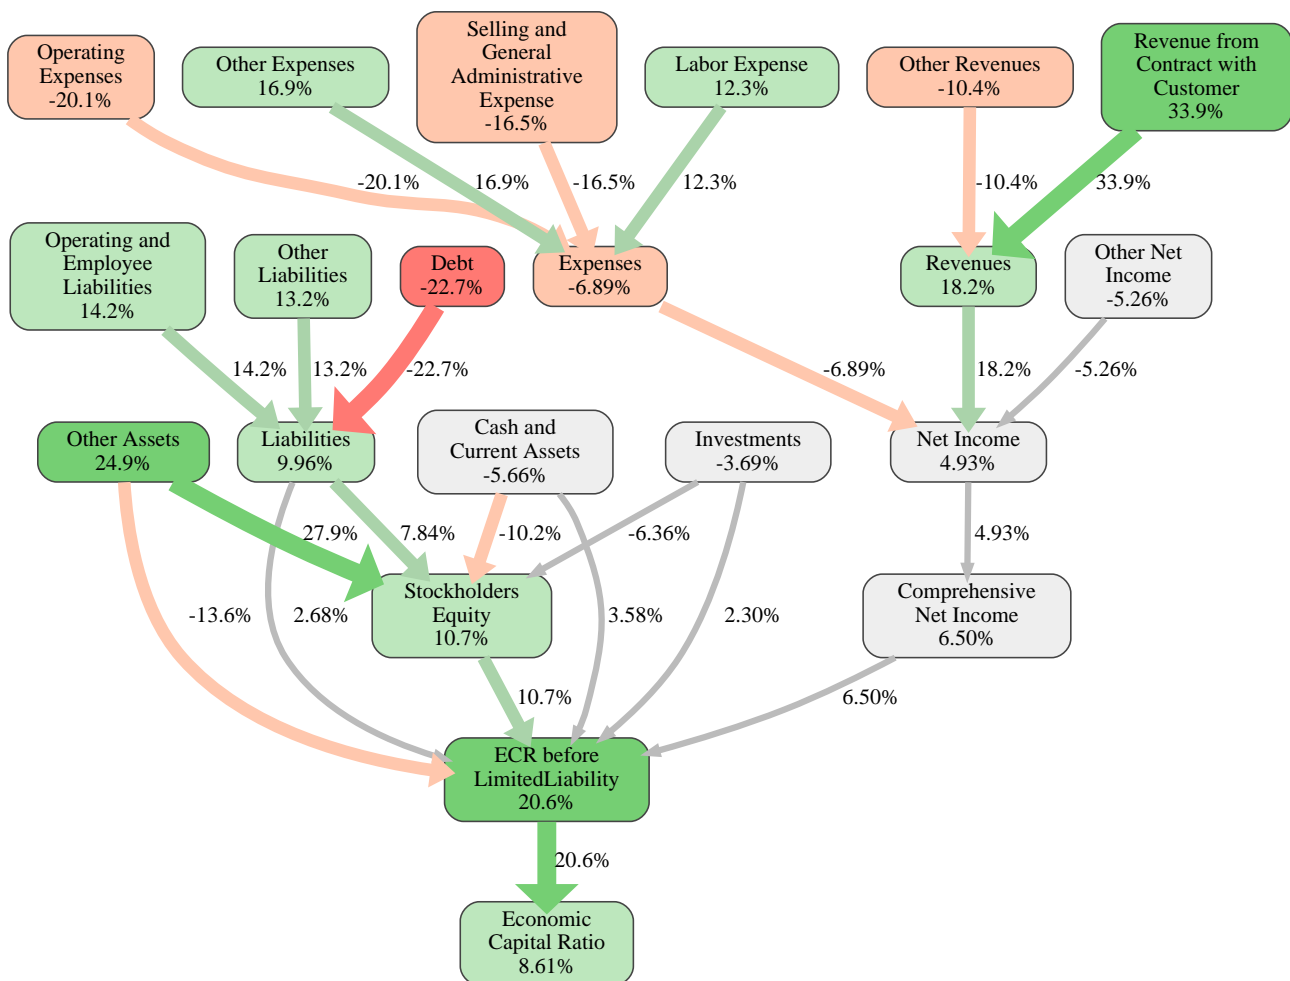 Operating
Expenses
-20.1%
Other Expenses
16.9%
Selling and
General
Administrative
Expense
-16.5%
Labor Expense
12.3%
Other Revenues
-10.4%
Revenue from
Contract with
Customer
33.9%
-20.1%
16.9%
-16.5%
12.3%
-10.4%
33.9%
Operating and
Employee
Liabilities
14.2%
Other
Liabilities
13.2%
Debt
-22.7%
Expenses
-6.89%
Revenues
18.2%
Other Net
Income
-5.26%
14.2%
13.2%
-22.7%
-6.89%
18.2%
-5.26%
Other Assets
24.9%
Liabilities
9.96%
Cash and
Current Assets
-5.66%
Investments
-3.69%
Net Income
4.93%
27.9%
7.84%
-10.2%
-6.36%
4.93%
-13.6%
2.68%
Stockholders
Equity
10.7%
3.58%
2.30%
Comprehensive
Net Income
6.50%
10.7%
6.50%
ECR before
LimitedLiability
20.6%
20.6%
Economic
Capital Ratio
8.61%